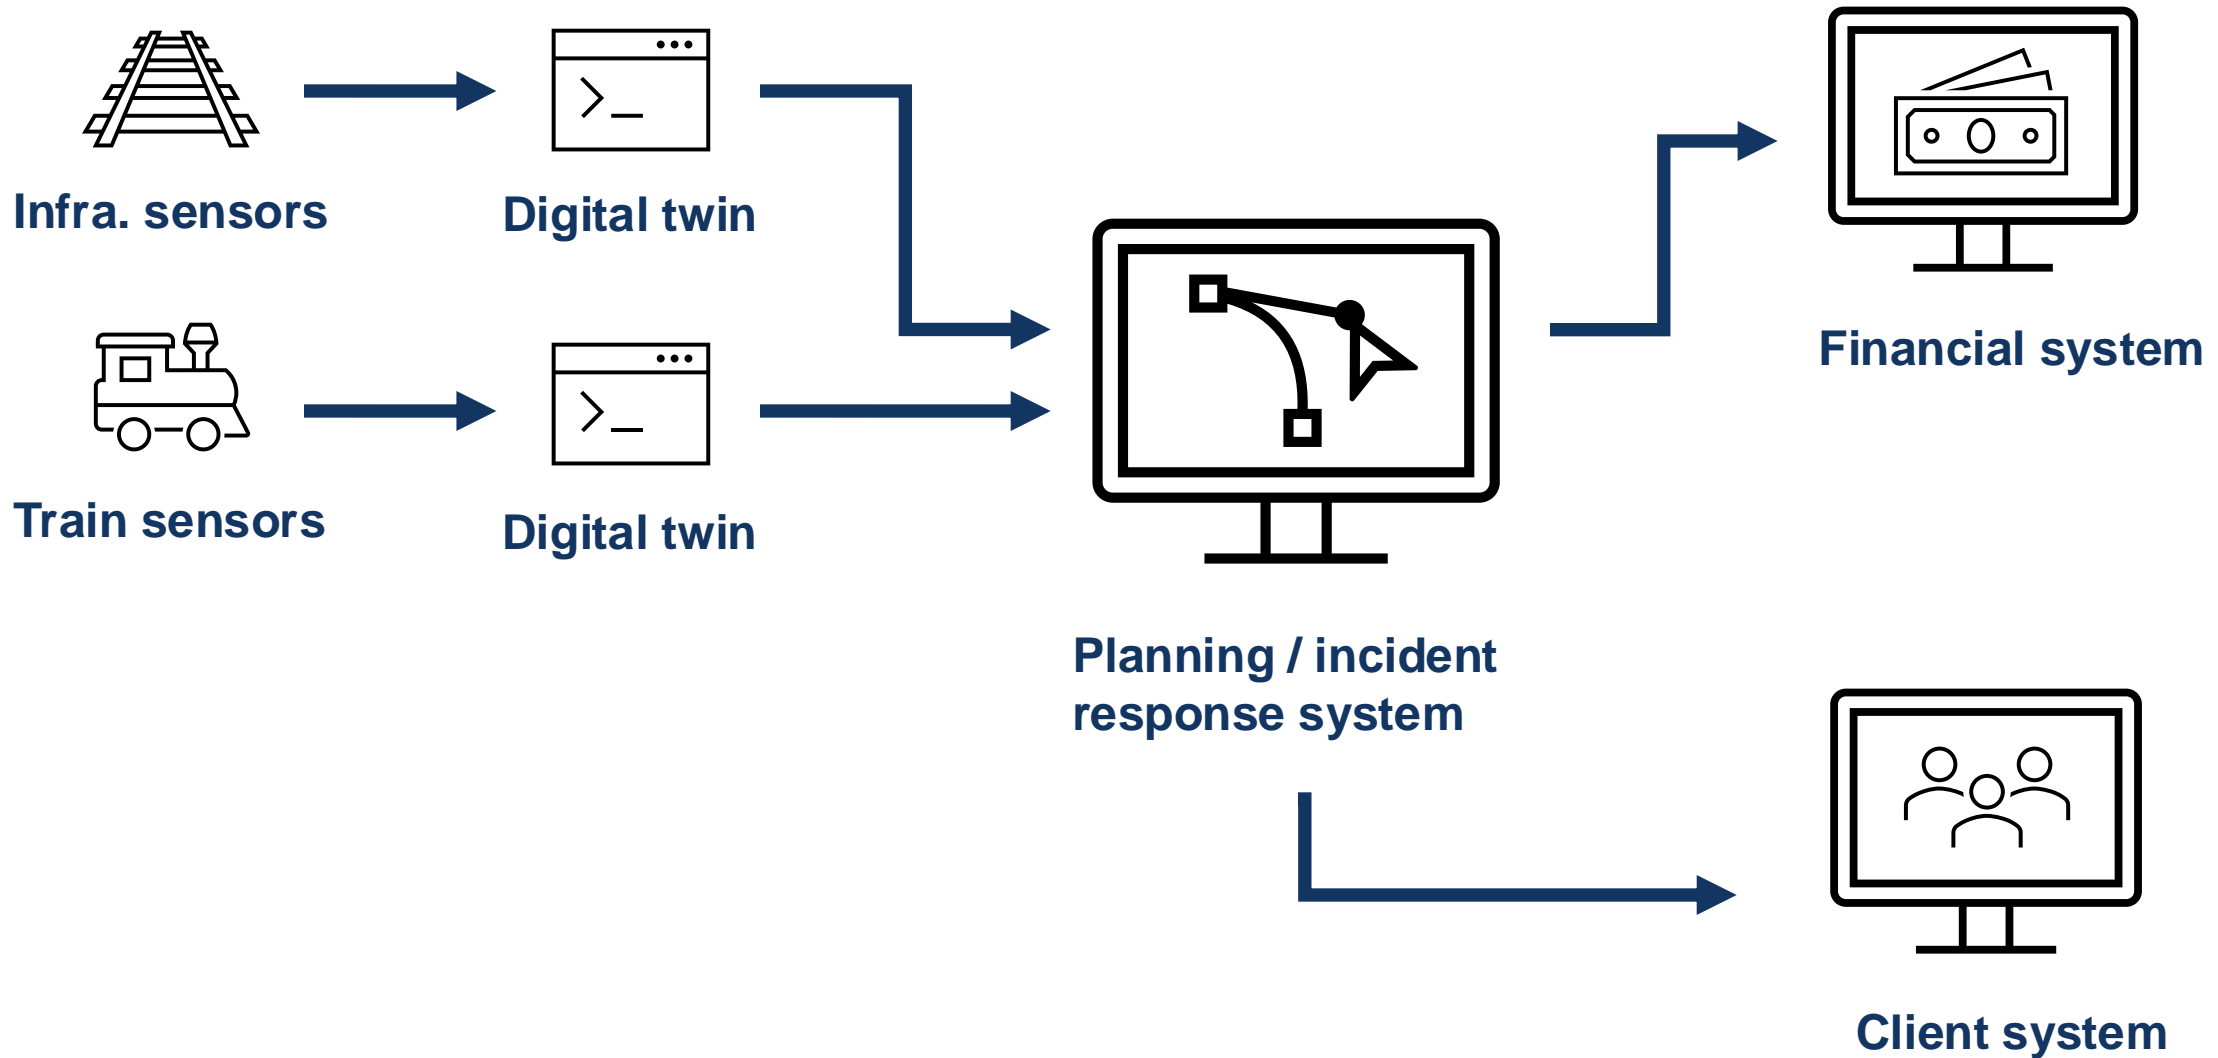 Infra. sensors
Digital twin
Financial system
Train sensors
Digital twin
Planning / incident
response system
Client system